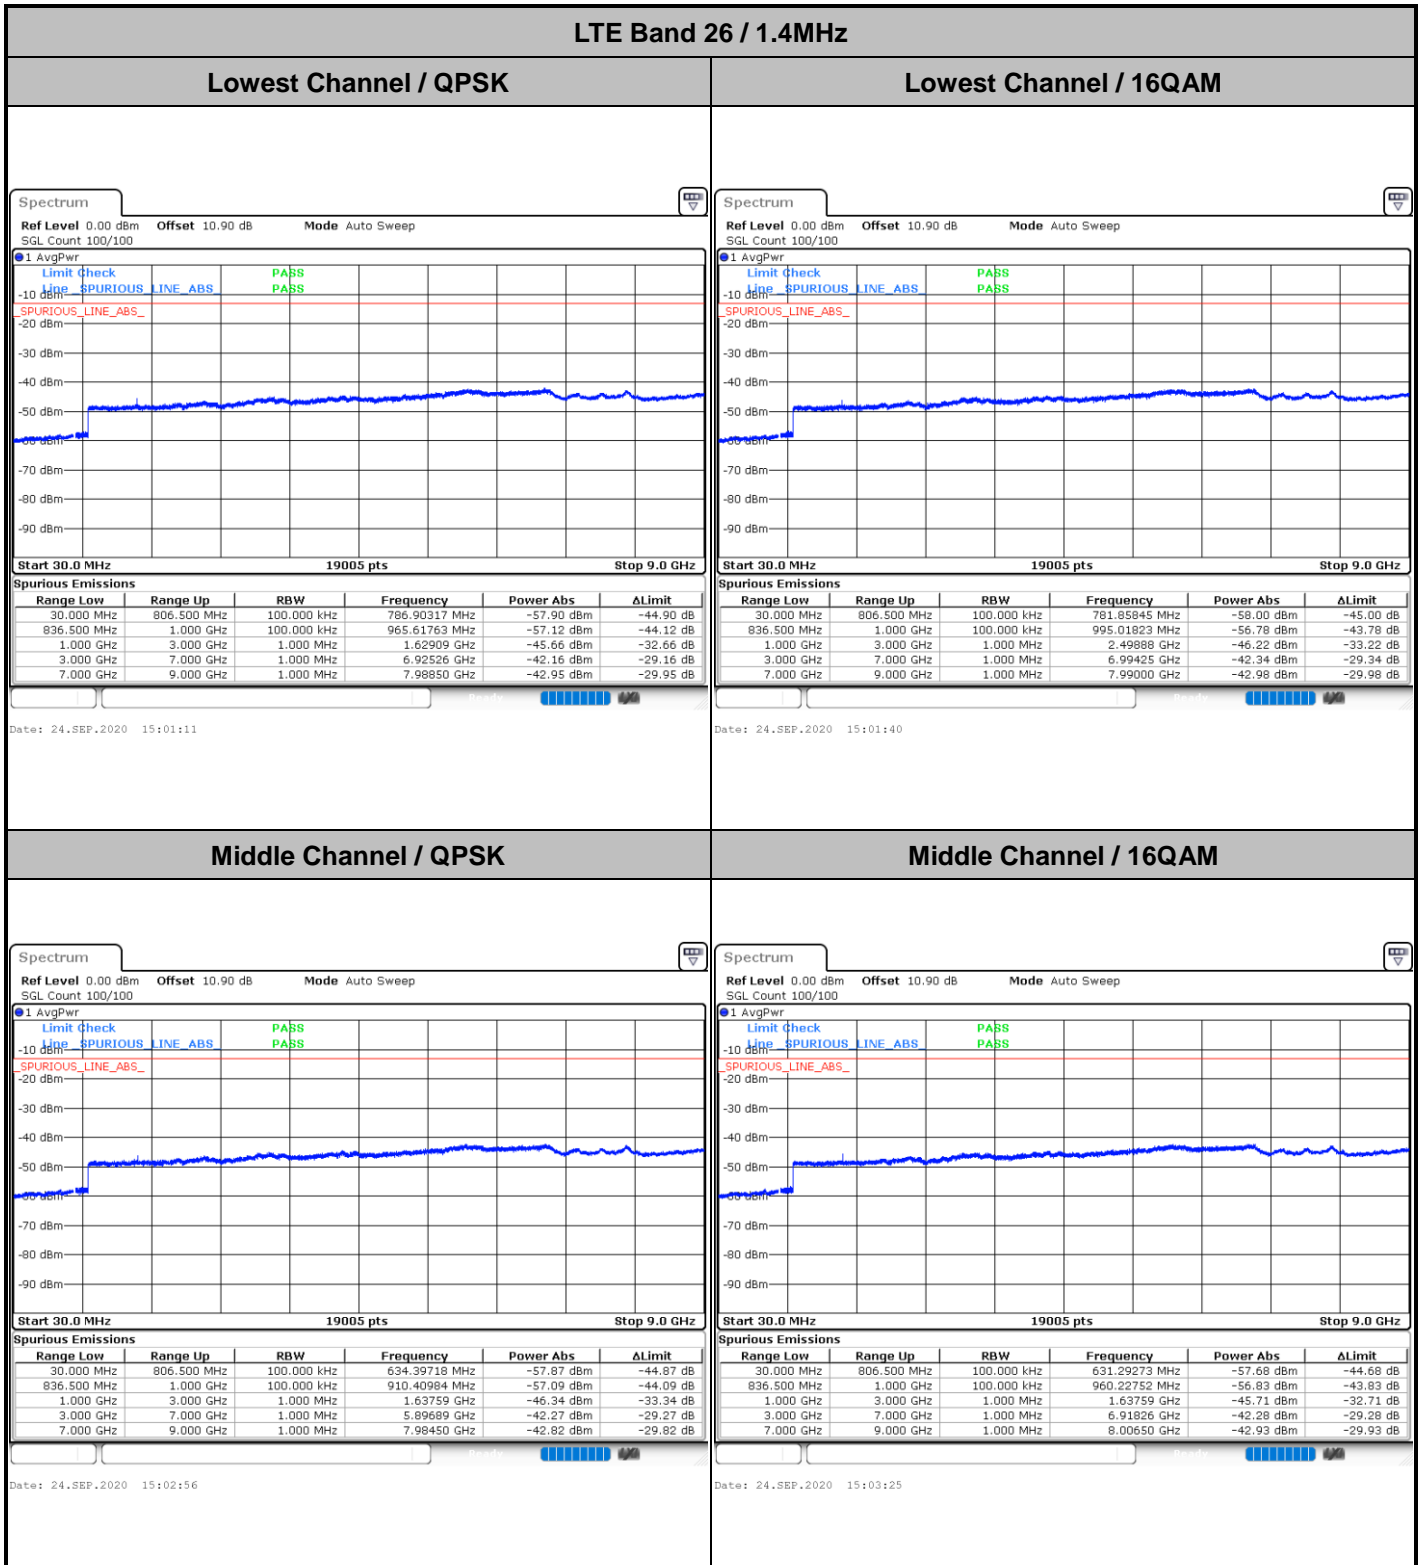 LTE Band 26 / 1.4MHz
Lowest Channel / QPSK
Lowest Channel / 16QAM
Spectrum
Ref Level 0.00 dBm Offset 10.90 dB Mode Auto Sweep
SGL Count 100/100
1 AvgPwr
Limit Check PASS
Line _SPURIOUS_LINE_ABS_ PASS
-10 dBm
_SPURIOUS_LINE_ABS_
-20 dBm
-30 dBm
-40 dBm
-50 dBm
-60 dBm
-70 dBm
-80 dBm
-90 dBm
Start 30.0 MHz 19005 pts Stop 9.0 GHz
Spurious Emissions
Range Low Range Up RBW Frequency Power Abs ΔLimit
30.000 MHz 806.500 MHz 100.000 kHz 786.90317 MHz -57.90 dBm -44.90 dB
836.500 MHz 1.000 GHz 100.000 kHz 965.61763 MHz -57.12 dBm -44.12 dB
1.000 GHz 3.000 GHz 1.000 MHz 1.62909 GHz -45.66 dBm -32.66 dB
3.000 GHz 7.000 GHz 1.000 MHz 6.92526 GHz -42.16 dBm -29.16 dB
7.000 GHz 9.000 GHz 1.000 MHz 7.98850 GHz -42.95 dBm -29.95 dB
Date: 24.SEP.2020 15:01:11
Spectrum
Ref Level 0.00 dBm Offset 10.90 dB Mode Auto Sweep
SGL Count 100/100
1 AvgPwr
Limit Check PASS
Line _SPURIOUS_LINE_ABS_ PASS
-10 dBm
_SPURIOUS_LINE_ABS_
-20 dBm
-30 dBm
-40 dBm
-50 dBm
-60 dBm
-70 dBm
-80 dBm
-90 dBm
Start 30.0 MHz 19005 pts Stop 9.0 GHz
Spurious Emissions
Range Low Range Up RBW Frequency Power Abs ΔLimit
30.000 MHz 806.500 MHz 100.000 kHz 781.85845 MHz -58.00 dBm -45.00 dB
836.500 MHz 1.000 GHz 100.000 kHz 995.01823 MHz -56.78 dBm -43.78 dB
1.000 GHz 3.000 GHz 1.000 MHz 2.49888 GHz -46.22 dBm -33.22 dB
3.000 GHz 7.000 GHz 1.000 MHz 6.99425 GHz -42.34 dBm -29.34 dB
7.000 GHz 9.000 GHz 1.000 MHz 7.99000 GHz -42.98 dBm -29.98 dB
Date: 24.SEP.2020 15:01:40
Middle Channel / QPSK
Middle Channel / 16QAM
Spectrum
Ref Level 0.00 dBm Offset 10.90 dB Mode Auto Sweep
SGL Count 100/100
1 AvgPwr
Limit Check PASS
Line _SPURIOUS_LINE_ABS_ PASS
-10 dBm
_SPURIOUS_LINE_ABS_
-20 dBm
-30 dBm
-40 dBm
-50 dBm
-60 dBm
-70 dBm
-80 dBm
-90 dBm
Start 30.0 MHz 19005 pts Stop 9.0 GHz
Spurious Emissions
Range Low Range Up RBW Frequency Power Abs ΔLimit
30.000 MHz 806.500 MHz 100.000 kHz 634.39718 MHz -57.87 dBm -44.87 dB
836.500 MHz 1.000 GHz 100.000 kHz 910.40984 MHz -57.09 dBm -44.09 dB
1.000 GHz 3.000 GHz 1.000 MHz 1.63759 GHz -46.34 dBm -33.34 dB
3.000 GHz 7.000 GHz 1.000 MHz 5.89689 GHz -42.27 dBm -29.27 dB
7.000 GHz 9.000 GHz 1.000 MHz 7.98450 GHz -42.82 dBm -29.82 dB
Date: 24.SEP.2020 15:02:56
Spectrum
Ref Level 0.00 dBm Offset 10.90 dB Mode Auto Sweep
SGL Count 100/100
1 AvgPwr
Limit Check PASS
Line _SPURIOUS_LINE_ABS_ PASS
-10 dBm
_SPURIOUS_LINE_ABS_
-20 dBm
-30 dBm
-40 dBm
-50 dBm
-60 dBm
-70 dBm
-80 dBm
-90 dBm
Start 30.0 MHz 19005 pts Stop 9.0 GHz
Spurious Emissions
Range Low Range Up RBW Frequency Power Abs ΔLimit
30.000 MHz 806.500 MHz 100.000 kHz 631.29273 MHz -57.68 dBm -44.68 dB
836.500 MHz 1.000 GHz 100.000 kHz 960.22752 MHz -56.83 dBm -43.83 dB
1.000 GHz 3.000 GHz 1.000 MHz 1.63759 GHz -45.71 dBm -32.71 dB
3.000 GHz 7.000 GHz 1.000 MHz 6.91826 GHz -42.28 dBm -29.28 dB
7.000 GHz 9.000 GHz 1.000 MHz 8.00650 GHz -42.93 dBm -29.93 dB
Date: 24.SEP.2020 15:03:25